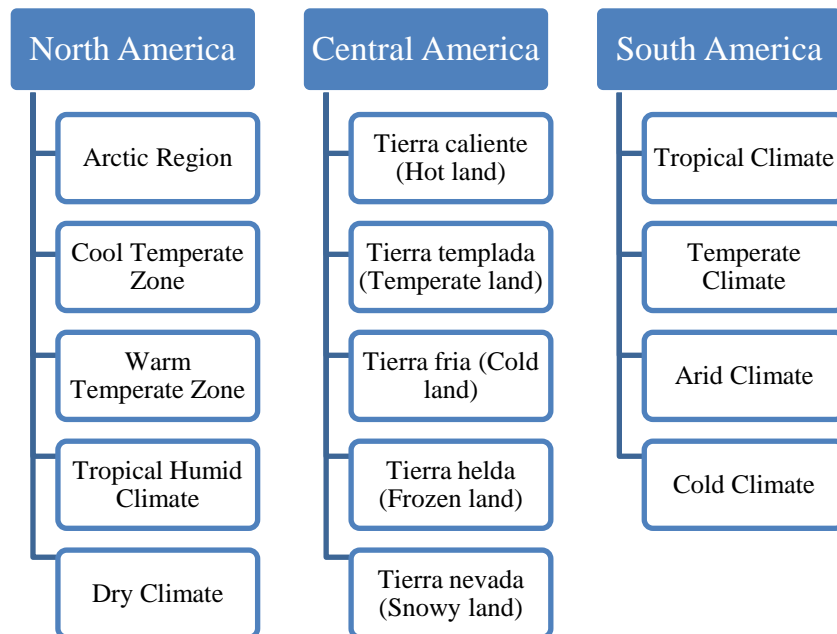 North America
Arctic Region
Cool Temperate
Zone
Warm
Temperate Zone
Tropical Humid
Climate
Dry Climate
Central America
Tierra caliente
(Hot land)
Tierra templada
(Temperate land)
Tierra fria (Cold
land)
Tierra helda
(Frozen land)
Tierra nevada
(Snowy land)
South America
Tropical Climate
Temperate
Climate
Arid Climate
Cold Climate